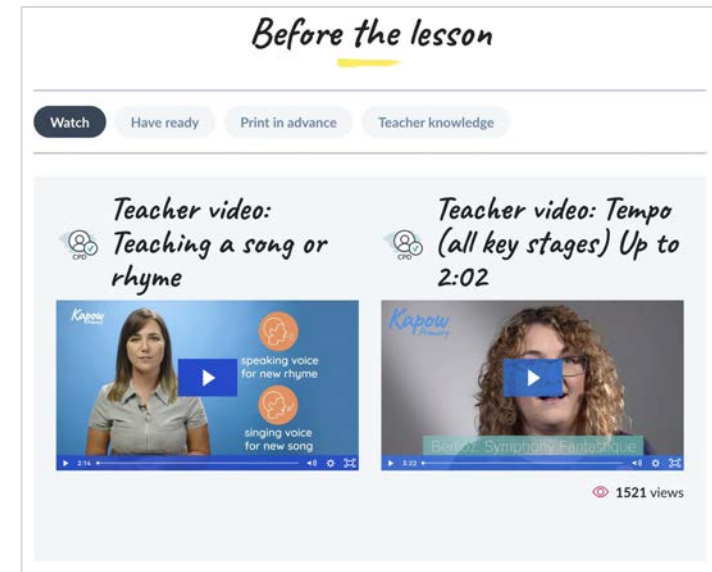 Before the lesson
Watch
Have ready
Print in advance
Teacher knowledge
Teacher video:
Teaching a song or
rhyme
CPD
Teacher video: Tempo
(all key stages) Up to
2:02
CPD
Kapow
Primary
speaking voice
for new rhyme
singing voice
for new song
2:14
Kapow
Primary
Berlioz: Symphony Fantastique
3:22
1521 views